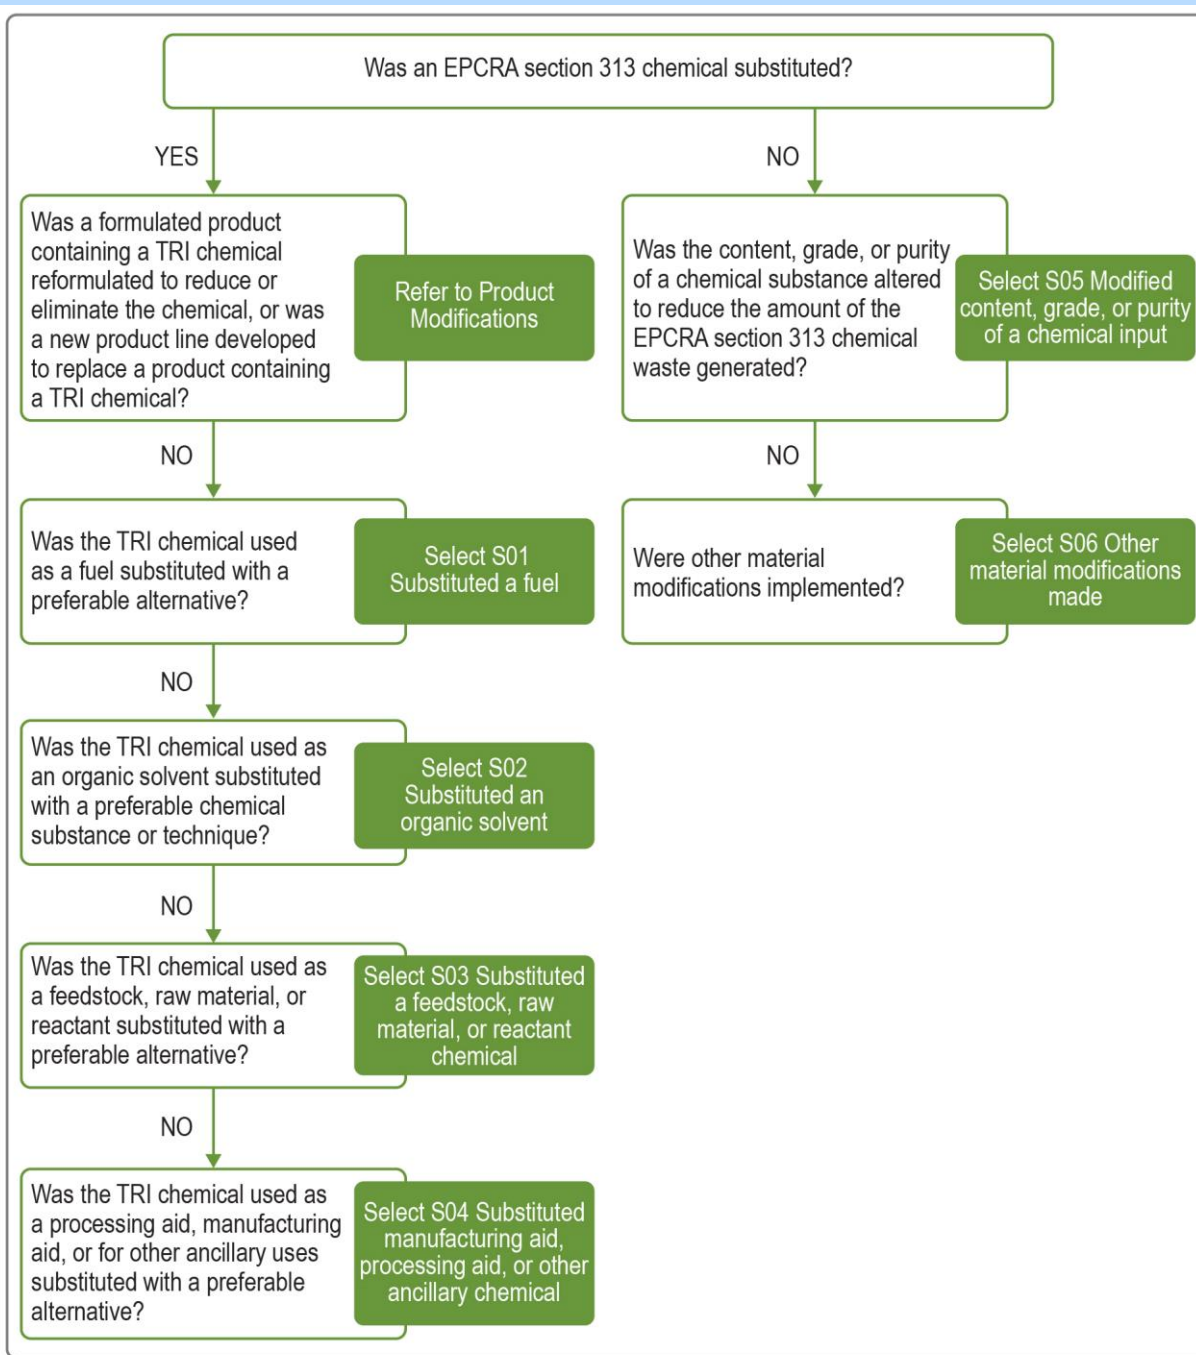 Was an EPCRA section 313 chemical substituted?
YES
NO
Was a formulated product
containing a TRI chemical
reformulated to reduce or
eliminate the chemical, or was
a new product line developed
to replace a product containing
a TRI chemical?
Refer to Product
Modifications
Was the content, grade, or purity
of a chemical substance altered
to reduce the amount of the
EPCRA section 313 chemical
waste generated?
Select S05 Modified
content, grade, or purity
of a chemical input
NO
NO
Was the TRI chemical used
as a fuel substituted with a
preferable alternative?
Select S01
Substituted a fuel
Were other material
modifications implemented?
Select S06 Other
material modifications
made
NO
Was the TRI chemical used as
an organic solvent substituted
with a preferable chemical
substance or technique?
Select S02
Substituted an
organic solvent
NO
Was the TRI chemical used as
a feedstock, raw material, or
reactant substituted with a
preferable alternative?
Select S03 Substituted
a feedstock, raw
material, or reactant
chemical
NO
Was the TRI chemical used as
a processing aid, manufacturing
aid, or for other ancillary uses
substituted with a preferable
alternative?
Select S04 Substituted
manufacturing aid,
processing aid, or other
ancillary chemical